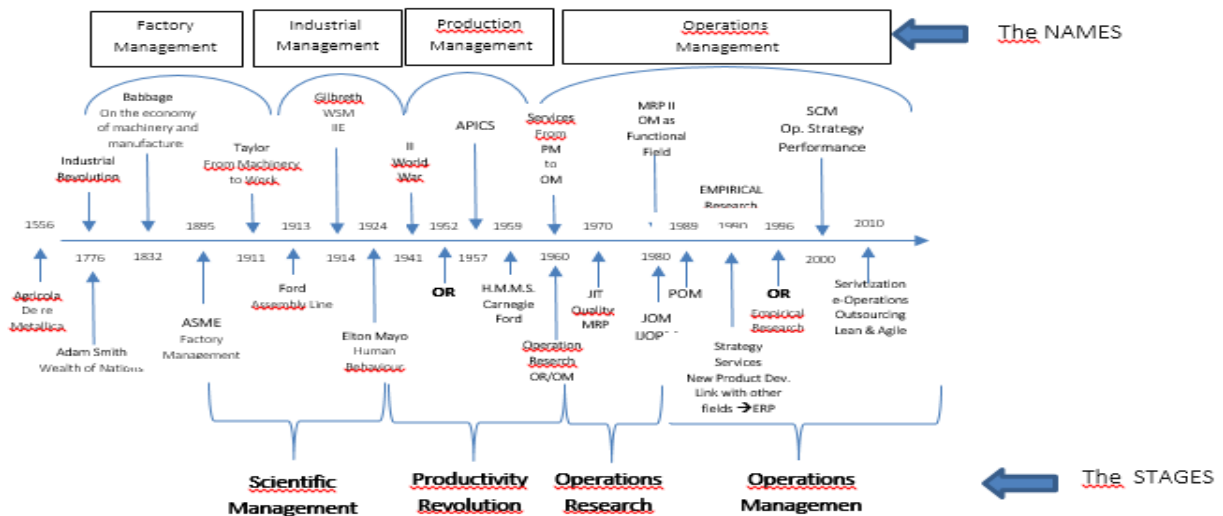 Factory
Management
Industrial
Management
Production
Management
Operations
Management
The NAMES
Babbage
On the economy
of machinery and
manufacture
Industrial
Revolution
Taylor
From Machinery
to Work
Gilbreth
WSM
IIE
II
World
War
APICS
Services
From
PM
to
OM
MRP II
OM as
Functional
Field
EMPIRICAL
Research
SCM
Op. Strategy
Performance
1556
1895
1913
1924
1952
1959
1970
1989
1990
1996
2010
1776
1832
1911
1914
1941
1957
1960
1980
2000
Agricola
De re
Metallica
Adam Smith
Wealth of Nations
ASME
Factory
Management
Ford
Assembly Line
Elton Mayo
Human
Behaviour
OR
H.M.M.S.
Carnegie
Ford
Operation
Reserch
OR/OM
JIT
Quality
MRP
JOM
POM
Strategy
Services
New Product Dev.
Link with other
fields →ERP
OR
Empirical
Research
Serivtization
e-Operations
Outsourcing
Lean & Agile
Scientific
Management
Productivity
Revolution
Operations
Research
Operations
Managemen
The STAGES